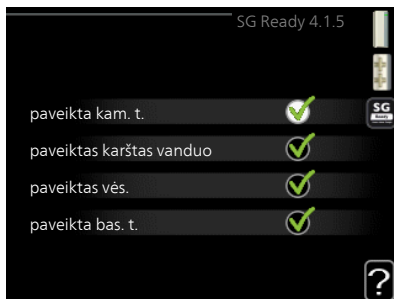 SG Ready 4.1.5
SG
Ready
paveikta kam. t.
paveiktas karštas vanduo
paveiktas vės.
paveikta bas. t.
?